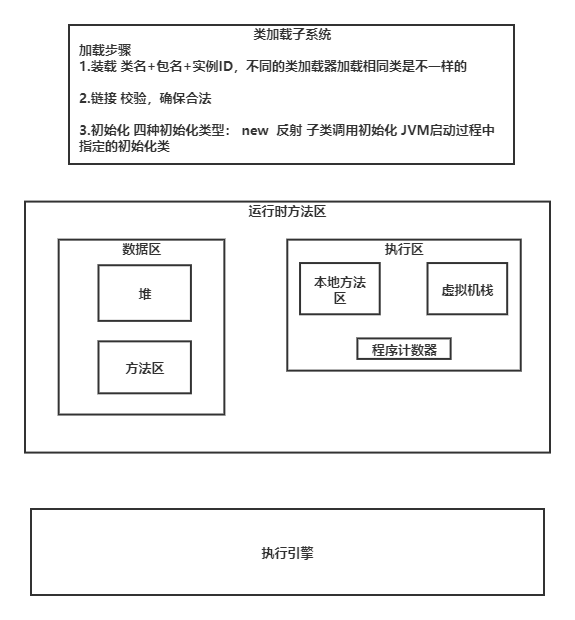 类加载子系统
加载步骤
1.装载 类名+包名+实例ID，不同的类加载器加载相同类是不一样的
2.链接 校验，确保合法
3.初始化 四种初始化类型： new 反射 子类调用初始化 JVM启动过程中
指定的初始化类
运行时方法区
数据区
堆
方法区
执行区
本地方法
区
虚拟机栈
程序计数器
执行引擎